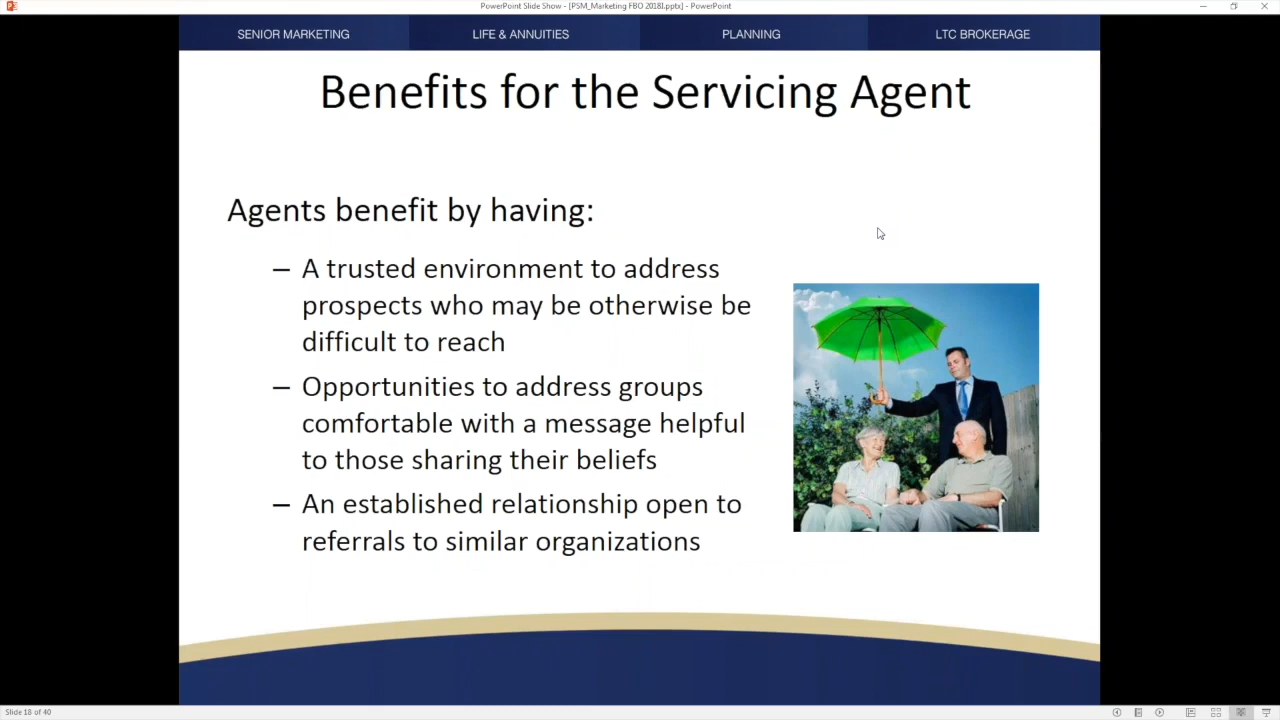 PowerPoint Slide Show - [PSM_Marketing FBO 2018I.pptx] - PowerPoint
SENIOR MARKETING
LIFE & ANNUITIES
PLANNING
LTC BROKERAGE
Benefits for the Servicing Agent
Agents benefit by having:
– A trusted environment to address
prospects who may be otherwise be
difficult to reach
– Opportunities to address groups
comfortable with a message helpful
to those sharing their beliefs
– An established relationship open to
referrals to similar organizations
Slide 18 of 40